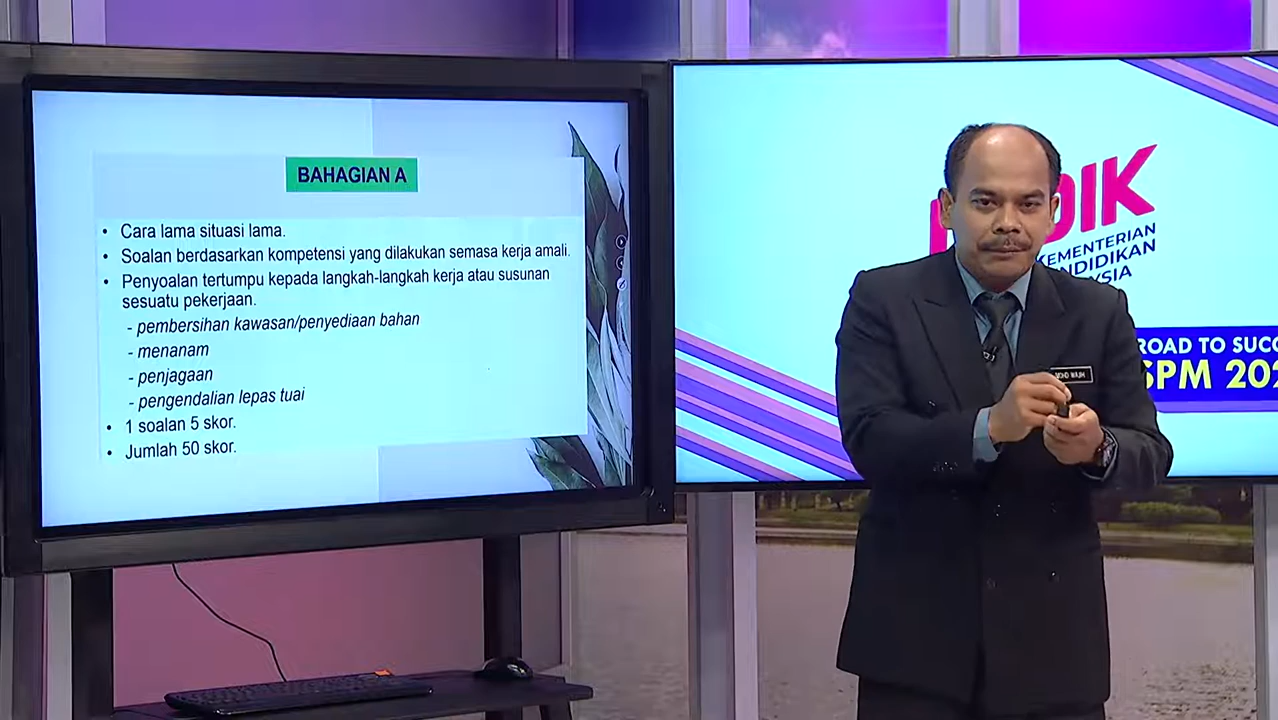 BAHAGIAN A
• Cara lama situasi lama.
• Soalan berdasarkan kompetensi yang dilakukan semasa kerja amali.
• Penyoalan tertumpu kepada langkah-langkah kerja atau susunan
sesuatu pekerjaan.
- pembersihan kawasan/penyediaan bahan
- menanam
- penjagaan
- pengendalian lepas tuai
• 1 soalan 5 skor.
• Jumlah 50 skor.
DIK
KEMENTERIAN
ROAD TO
SPM
MOHD